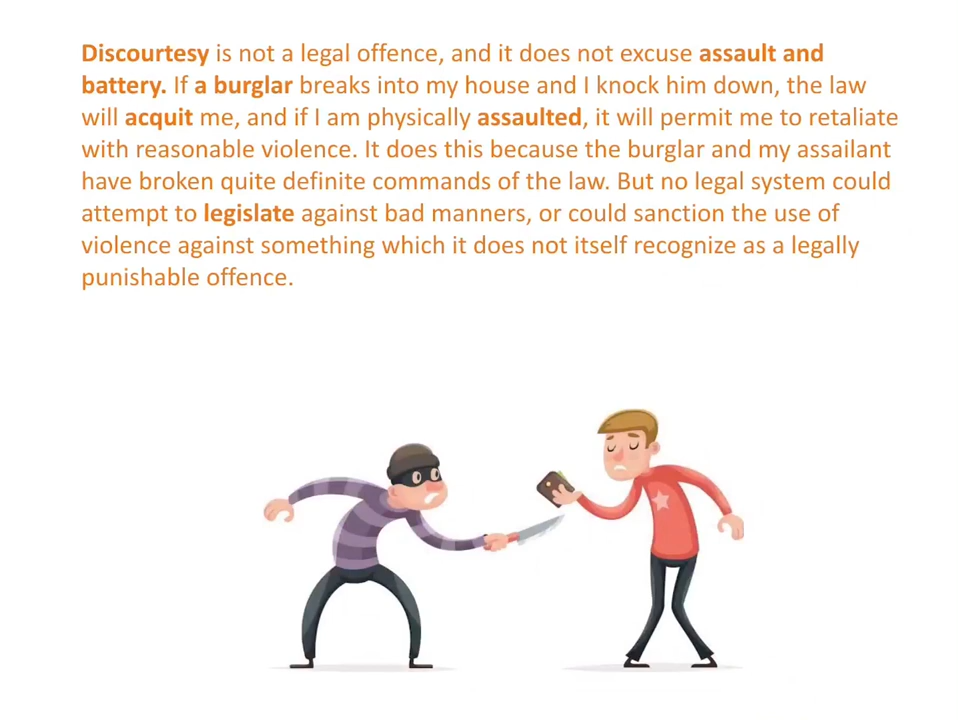 Discourtesy is not a legal offence, and it does not excuse assault and
battery. If a burglar breaks into my house and I knock him down, the law
will acquit me, and if I am physically assaulted, it will permit me to retaliate
with reasonable violence. It does this because the burglar and my assailant
have broken quite definite commands of the law. But no legal system could
attempt to legislate against bad manners, or could sanction the use of
violence against something which it does not itself recognize as a legally
punishable offence.